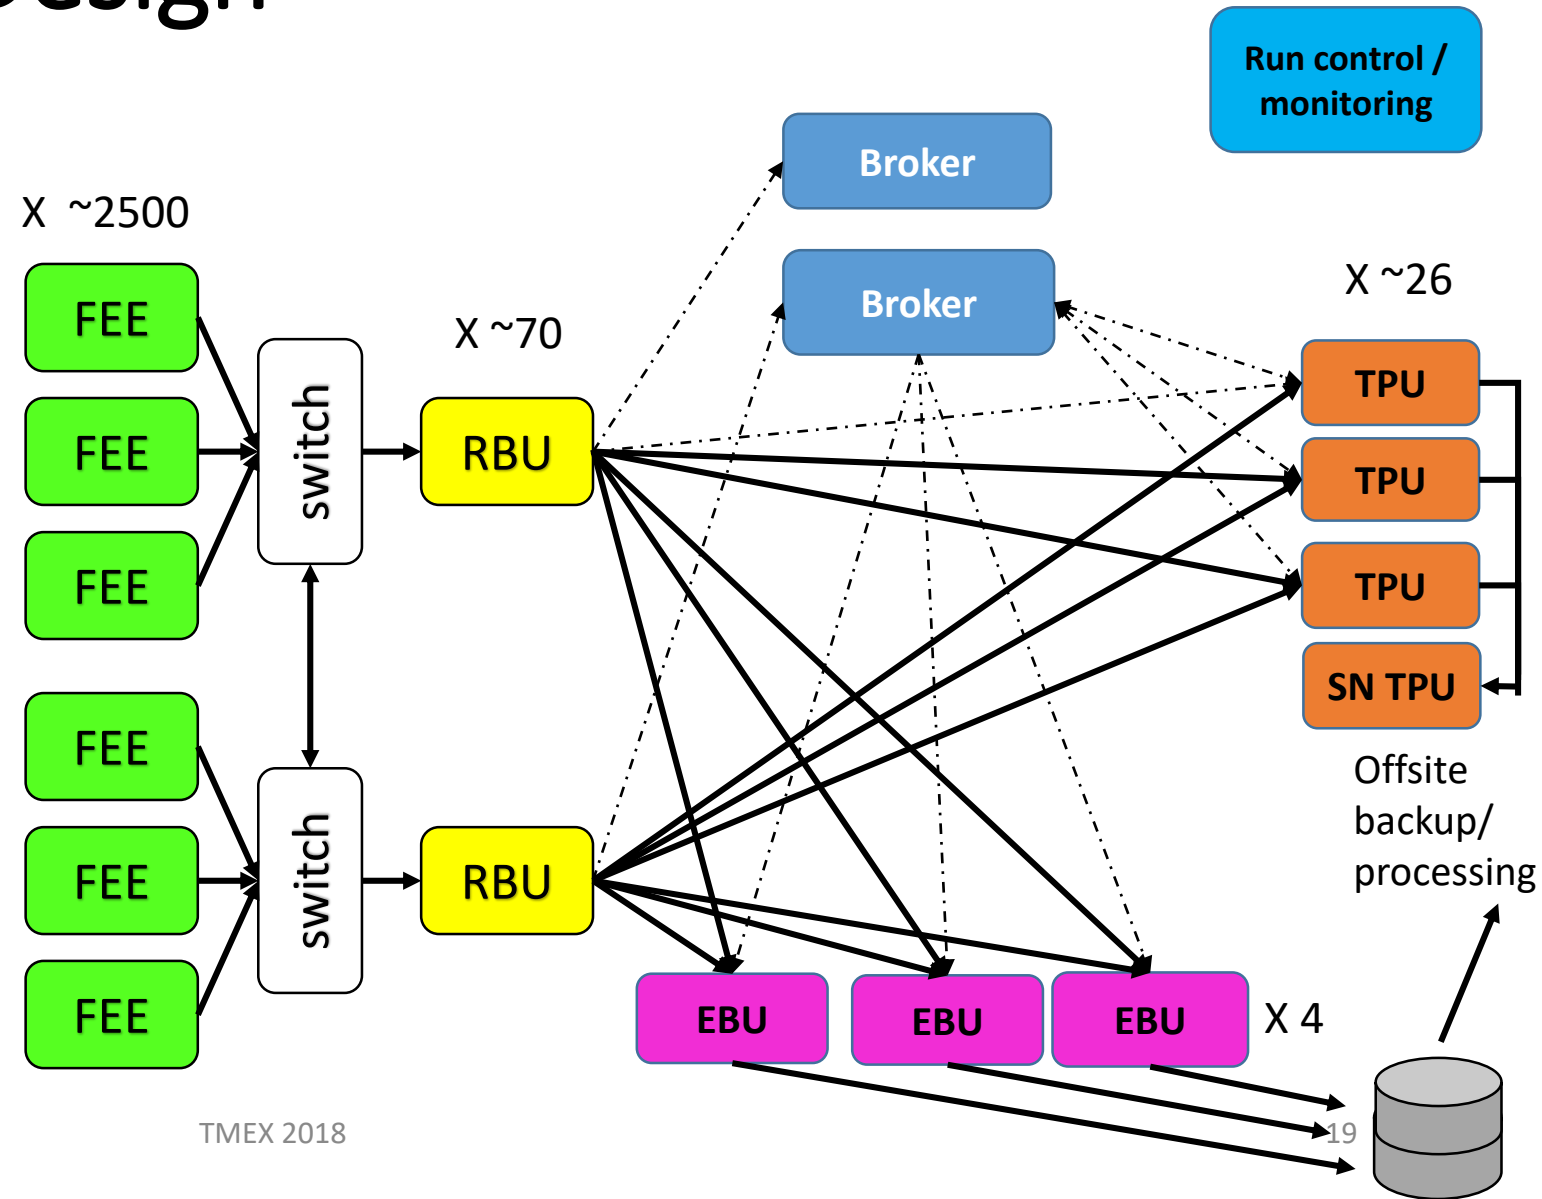 Design
Run control /
monitoring
Broker
X ~2500
Broker
FEE
X ~26
X ~70
TPU
switch
FEE
RBU
TPU
FEE
TPU
SN TPU
FEE
Offsite
backup/
processing
switch
FEE
RBU
FEE
EBU
EBU
EBU
X 4
TMEX 2018
19